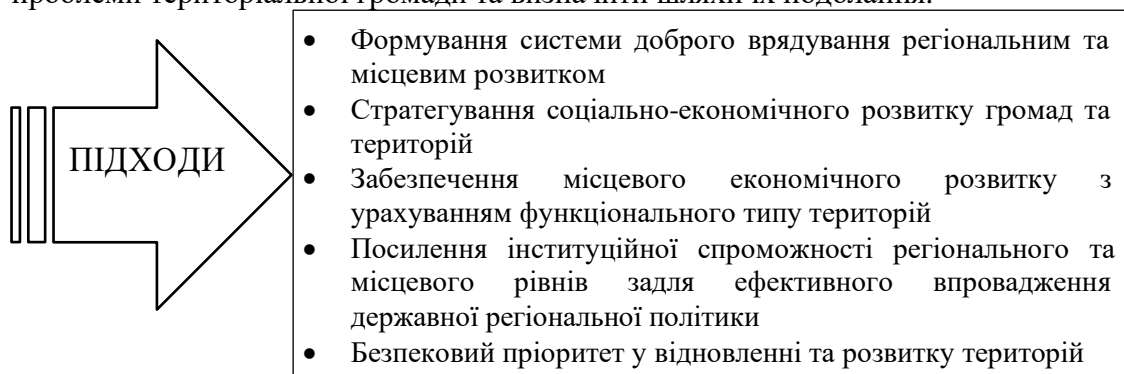 проблеми територіальної громади та визначити шляхи їх подолання.
ПІДХОДИ
• Формування системи доброго врядування регіональним та
місцевим розвитком
• Стратегування соціально-економічного розвитку громад та
територій
• Забезпечення місцевого економічного розвитку з
урахуванням функціонального типу територій
• Посилення інституційної спроможності регіонального та
місцевого рівнів задля ефективного впровадження
державної регіональної політики
• Безпековий пріоритет у відновленні та розвитку територій